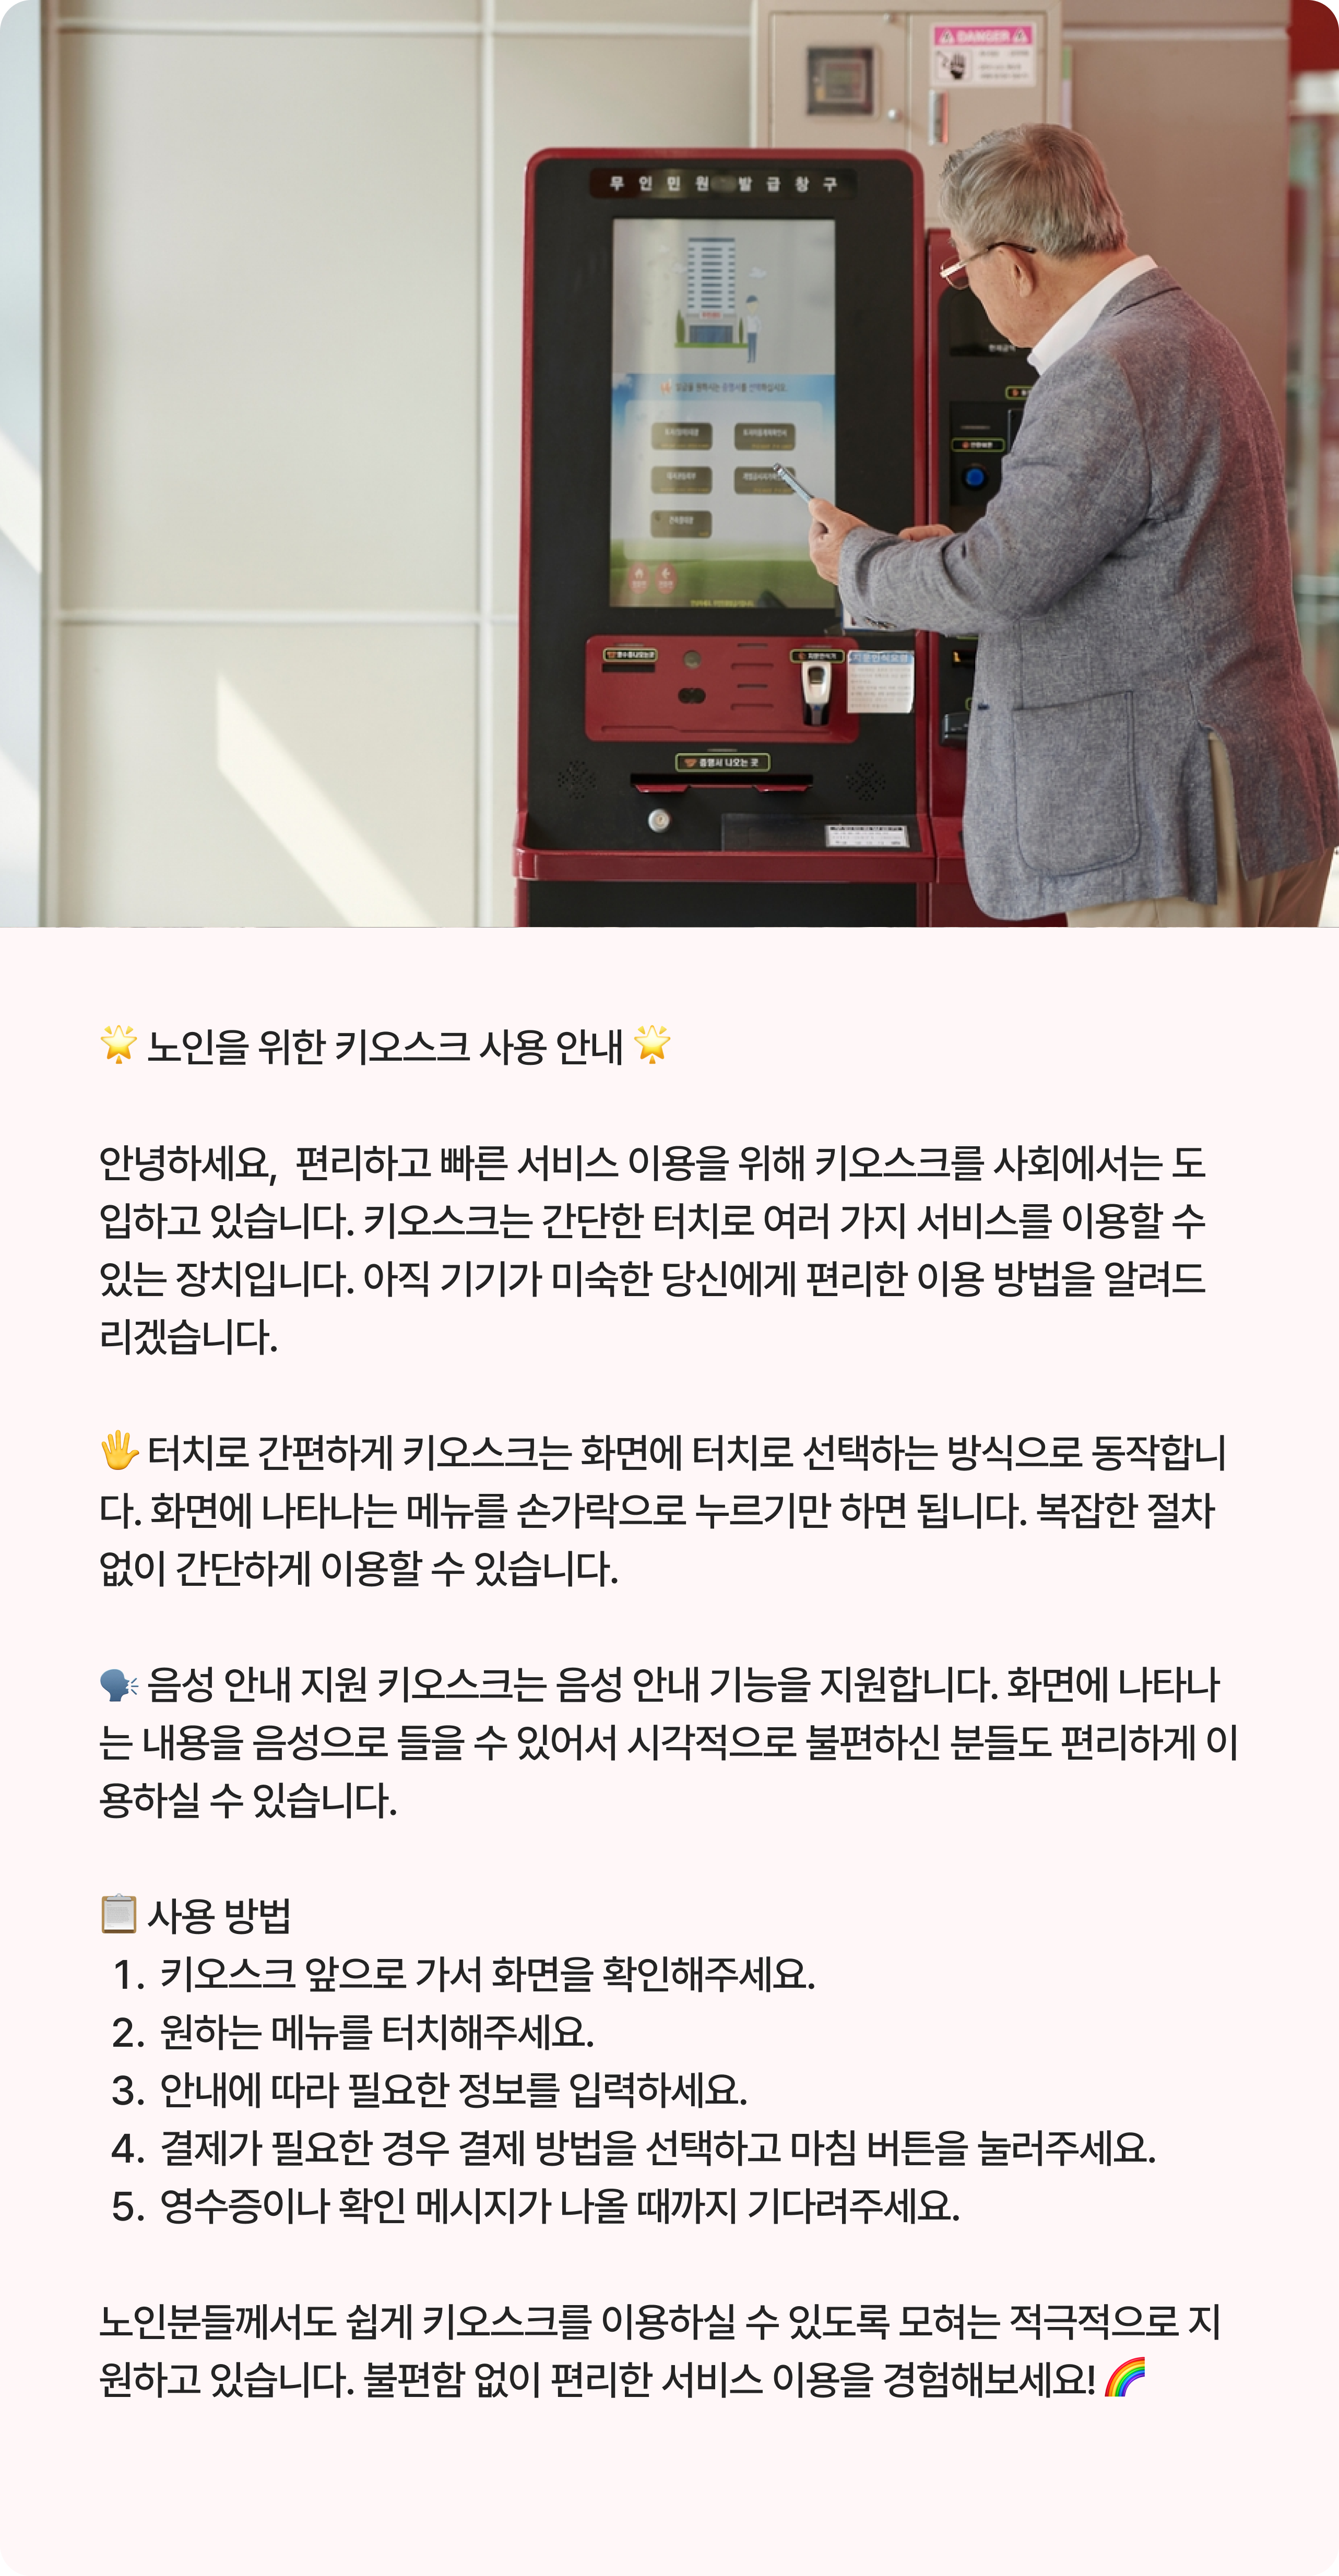 DANGER
무인민원 발급창구
발급을 원하시는 증명서를 선택하십시오.
지문인식기
증명서 나오는 곳
🌟 노인을 위한 키오스크 사용 안내 🌟
안녕하세요,  편리하고 빠른 서비스 이용을 위해 키오스크를 사회에서는 도
입하고 있습니다. 키오스크는 간단한 터치로 여러 가지 서비스를 이용할 수
있는 장치입니다. 아직 기기가 미숙한 당신에게 편리한 이용 방법을 알려드
리겠습니다.
🖐️ 터치로 간편하게 키오스크는 화면에 터치로 선택하는 방식으로 동작합니
다. 화면에 나타나는 메뉴를 손가락으로 누르기만 하면 됩니다. 복잡한 절차
없이 간단하게 이용할 수 있습니다.
🗣️ 음성 안내 지원 키오스크는 음성 안내 기능을 지원합니다. 화면에 나타나
는 내용을 음성으로 들을 수 있어서 시각적으로 불편하신 분들도 편리하게 이
용하실 수 있습니다.
📋 사용 방법
1. 키오스크 앞으로 가서 화면을 확인해주세요.
2. 원하는 메뉴를 터치해주세요.
3. 안내에 따라 필요한 정보를 입력하세요.
4. 결제가 필요한 경우 결제 방법을 선택하고 마침 버튼을 눌러주세요.
5. 영수증이나 확인 메시지가 나올 때까지 기다려주세요.
노인분들께서도 쉽게 키오스크를 이용하실 수 있도록 모혀는 적극적으로 지
원하고 있습니다. 불편함 없이 편리한 서비스 이용을 경험해보세요! 🌈